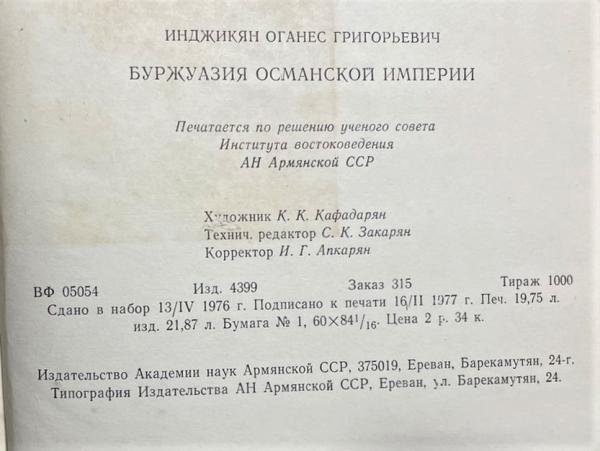 ИНДЖИКЯН ОГАНЕС ГРИГОРЬЕВИЧ
БУРЖУАЗИЯ ОСМАНСКОЙ ИМПЕРИИ
Печатается по решению ученого совета
Института востоковедения
АН Армянской ССР
Художник К. К. Кафадарян
Технич. редактор С. К. Закарян
Корректор И. Г. Апкарян
ВФ 05054 Изд. 4399 Заказ 315 Тираж 1000
Сдано в набор 13/IV 1976 г. Подписано к печати 16/II 1977 г. Печ. 19,75 л.
изд. 21,87 л. Бумага № 1, 60×84¹/₁₆. Цена 2 р. 34 к.
Издательство Академии наук Армянской ССР, 375019, Ереван, Барекамутян, 24-г.
Типография Издательства АН Армянской ССР, Ереван, ул. Барекамутян, 24.